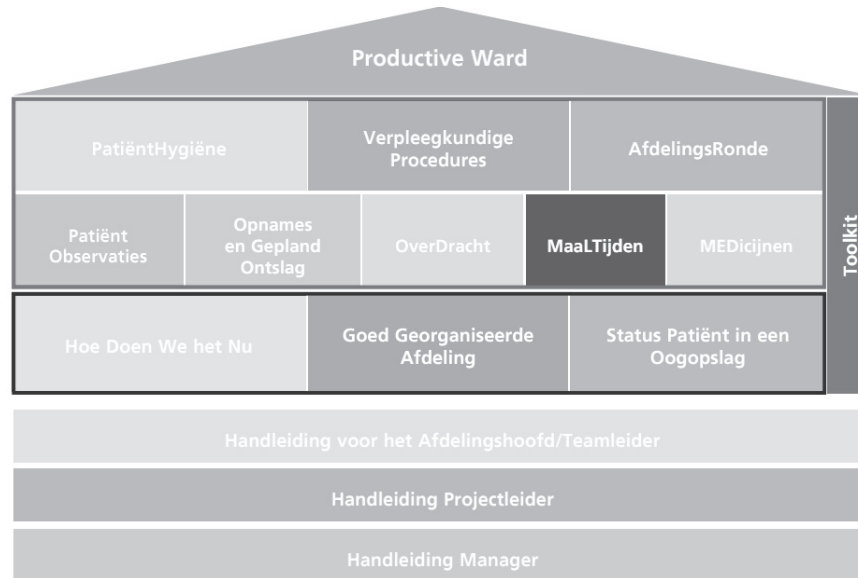 Productive Ward
PatiëntHygiëne
Verpleegkundige
Procedures
AfdelingsRonde
Patiënt
Observaties
Opnames
en Gepland
Ontslag
OverDracht
MaaLTijden
MEDicijnen
Toolkit
Hoe Doen We het Nu
Goed Georganiseerde
Afdeling
Status Patiënt in een
Oogopslag
Handleiding voor het Afdelingshoofd/Teamleider
Handleiding Projectleider
Handleiding Manager